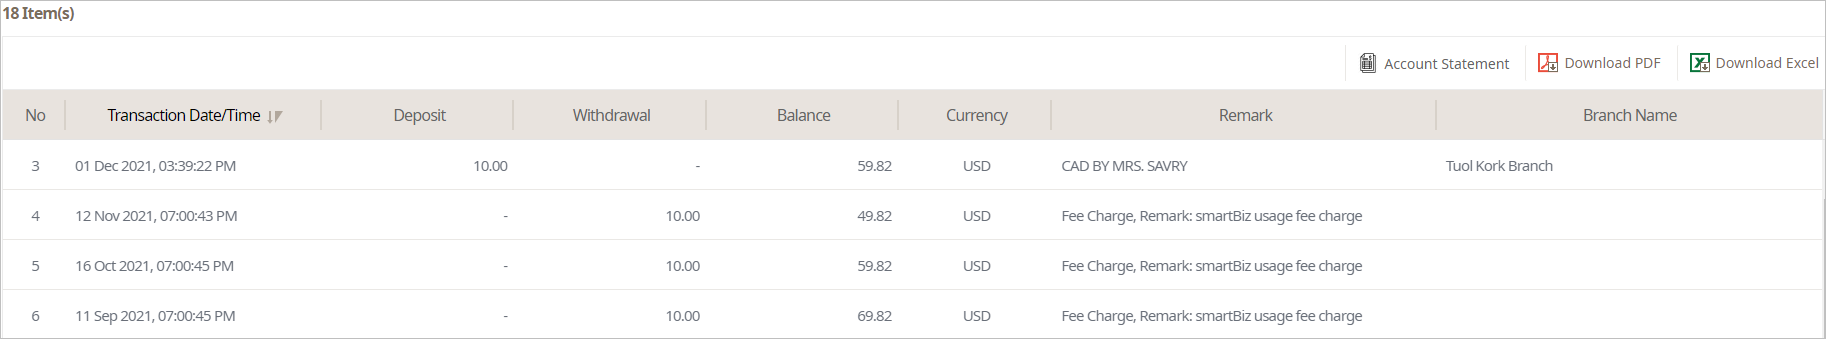 18 Item(s)
Account Statement Download PDF Download Excel
No Transaction Date/Time Deposit Withdrawal Balance Currency Remark Branch Name
3 01 Dec 2021, 03:39:22 PM 10.00 - 59.82 USD CAD BY MRS. SAVRY Tuol Kork Branch
4 12 Nov 2021, 07:00:43 PM - 10.00 49.82 USD Fee Charge, Remark: smartBiz usage fee charge
5 16 Oct 2021, 07:00:45 PM - 10.00 59.82 USD Fee Charge, Remark: smartBiz usage fee charge
6 11 Sep 2021, 07:00:45 PM - 10.00 69.82 USD Fee Charge, Remark: smartBiz usage fee charge